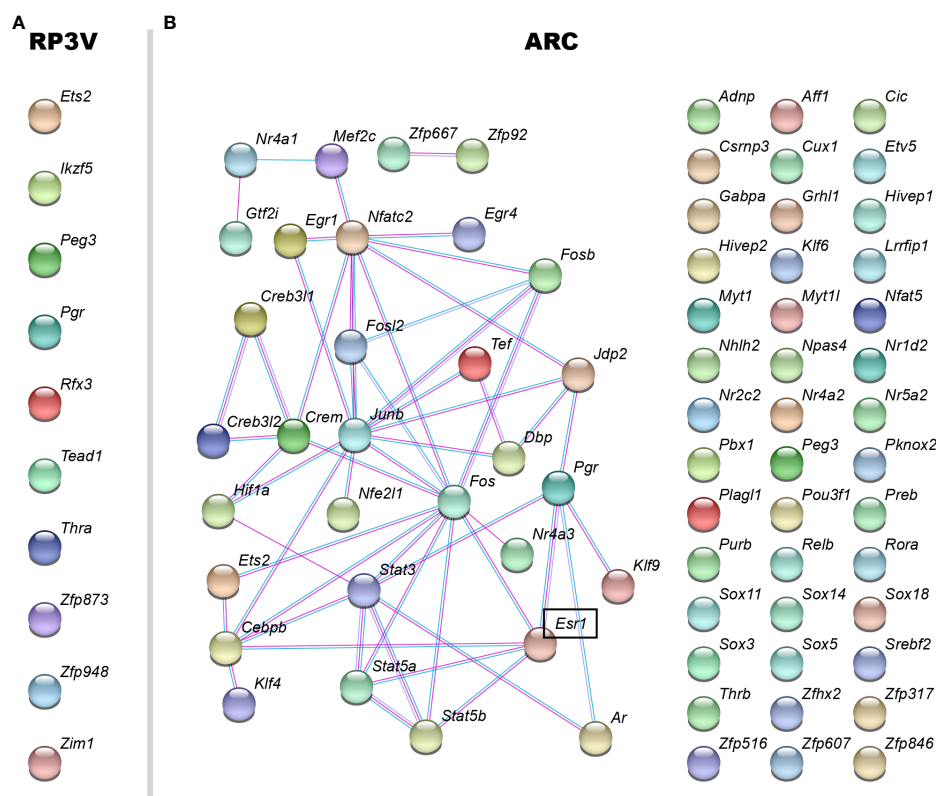 A
RP3V
Ets2
Ikzf5
Peg3
Pgr
Rfx3
Tead1
Thra
Zfp873
Zfp948
Zim1
B
ARC
Nr4a1
Mef2c
Zfp667
Zfp92
Gtf2i
Egr1
Nfatc2
Egr4
Fosb
Creb3l1
Fosl2
Tef
Jdp2
Creb3l2
Crem
Junb
Dbp
Hif1a
Nfe2l1
Fos
Pgr
Nr4a3
Klf9
Ets2
Stat3
Cebpb
Esr1
Klf4
Stat5a
Stat5b
Ar
Adnp Aff1 Cic
Csrnp3 Cux1 Etv5
Gabpa Grhl1 Hivep1
Hivep2 Klf6 Lrrfip1
Myt1 Myt1l Nfat5
Nhlh2 Npas4 Nr1d2
Nr2c2 Nr4a2 Nr5a2
Pbx1 Peg3 Pknox2
Plagl1 Pou3f1 Preb
Purb Relb Rora
Sox11 Sox14 Sox18
Sox3 Sox5 Srebf2
Thrb Zfhx2 Zfp317
Zfp516 Zfp607 Zfp846